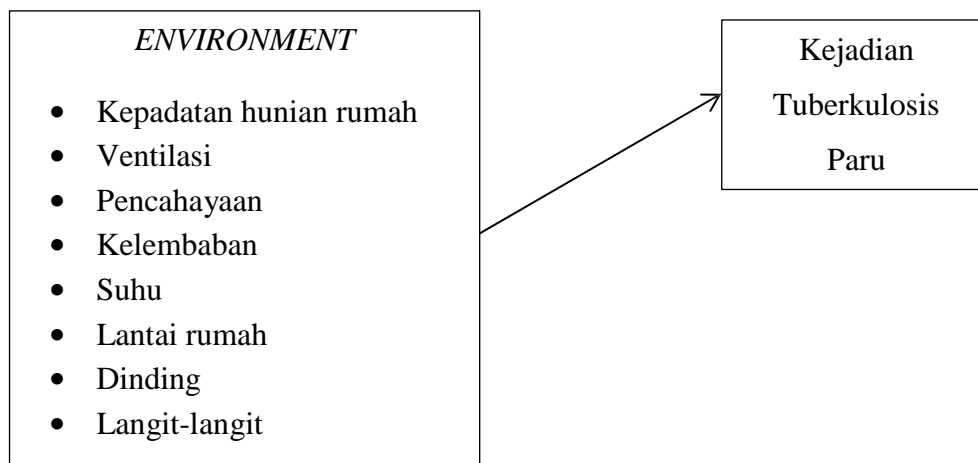 ENVIRONMENT
• Kepadatan hunian rumah
• Ventilasi
• Pencahayaan
• Kelembaban
• Suhu
• Lantai rumah
• Dinding
• Langit-langit
Kejadian
Tuberkulosis
Paru